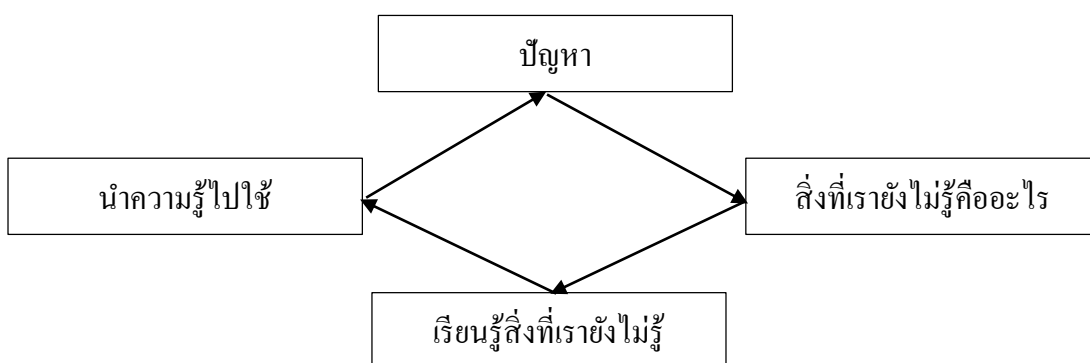 ปัญหา
นำความรู้ไปใช้
สิ่งที่เรายังไม่รู้คืออะไร
เรียนรู้สิ่งที่เรายังไม่รู้